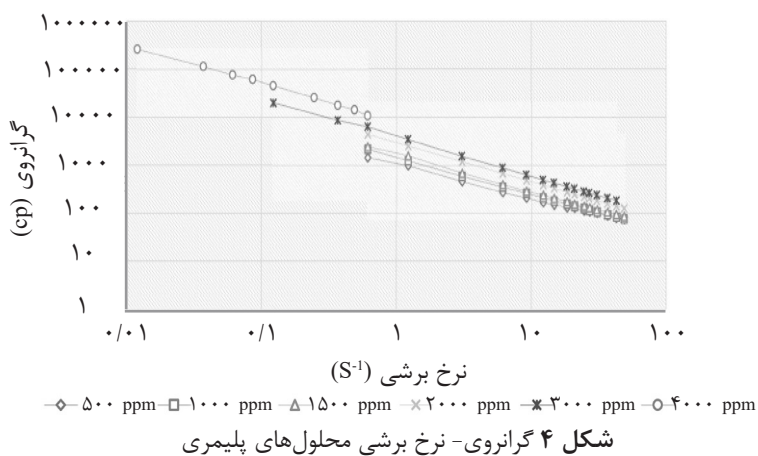 ۱۰۰۰۰۰۰
۱۰۰۰۰۰
۱۰۰۰۰
۱۰۰۰
۱۰۰
۱۰
۱
گرانروی (cp)
۰/۰۱ ۰/۱ ۱ ۱۰ ۱۰۰
نرخ برشی (S-1)
۵۰۰ ppm ۱۰۰۰ ppm ۱۵۰۰ ppm ۲۰۰۰ ppm ۳۰۰۰ ppm ۴۰۰۰ ppm
شکل ۴ گرانروی- نرخ برشی محلول‌های پلیمری